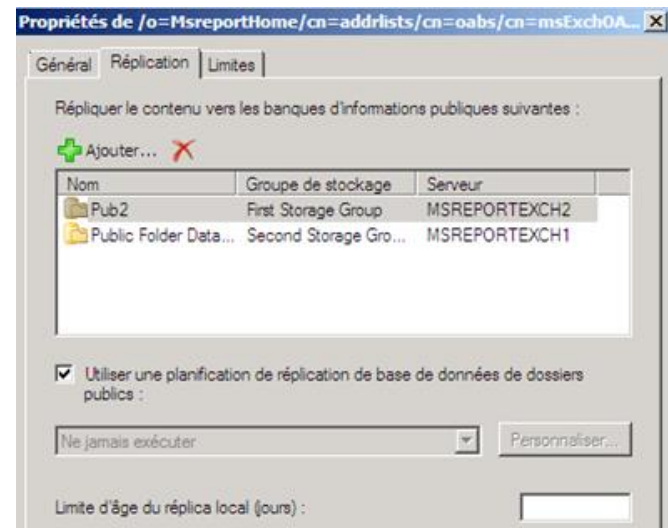 Propriétés de /o=MsreportHome/cn=addrlists/cn=oabs/cn=msExchOA...
Général Réplication Limites
Répliquer le contenu vers les banques d'informations publiques suivantes :
Ajouter...
Nom Groupe de stockage Serveur
Pub2 First Storage Group MSREPORTEXCH2
Public Folder Data... Second Storage Gro... MSREPORTEXCH1
Utiliser une planification de réplication de base de données de dossiers
publics :
Ne jamais exécuter Personnaliser...
Limite d'âge du réplica local (jours) :